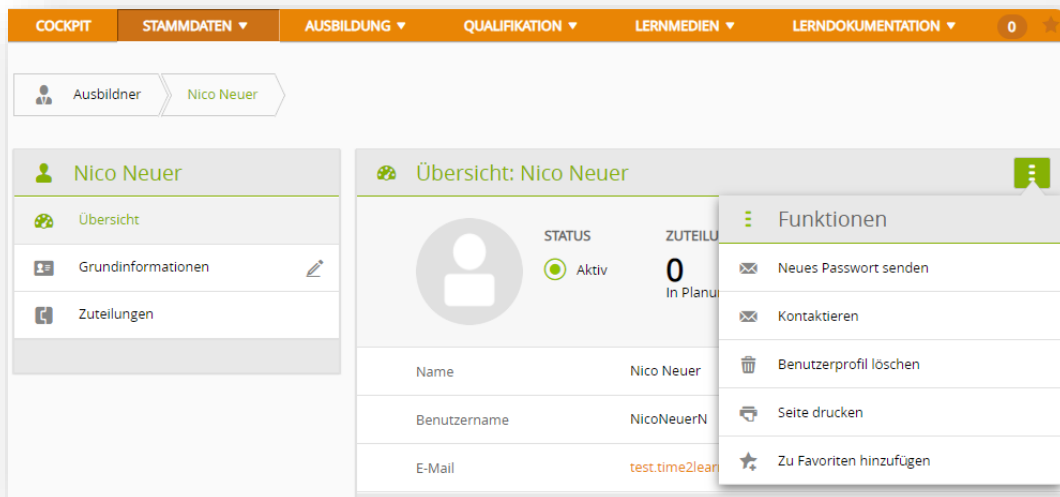 COCKPIT STAMMDATEN ▼ AUSBILDUNG ▼ QUALIFIKATION ▼ LERNMEDIEN ▼ LERNDOKUMENTATION ▼ 0
Ausbildner Nico Neuer
Nico Neuer
Übersicht
Grundinformationen
Zuteilungen
Übersicht: Nico Neuer
STATUS
Aktiv
0
Name Nico Neuer
Benutzername NicoNeuerN
E-Mail
Funktionen
Neues Passwort senden
Kontaktieren
Benutzerprofil löschen
Seite drucken
Zu Favoriten hinzufügen